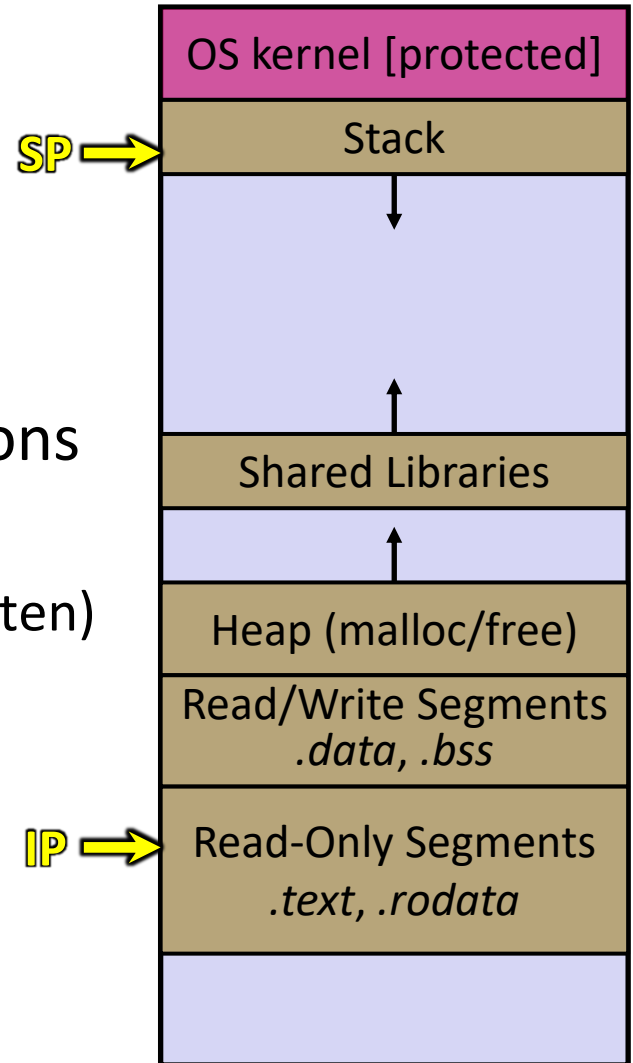 OS kernel [protected]
SP
Stack
ons
Shared Libraries
ten)
Heap (malloc/free)
Read/Write Segments
.data, .bss
IP
Read-Only Segments
.text, .rodata